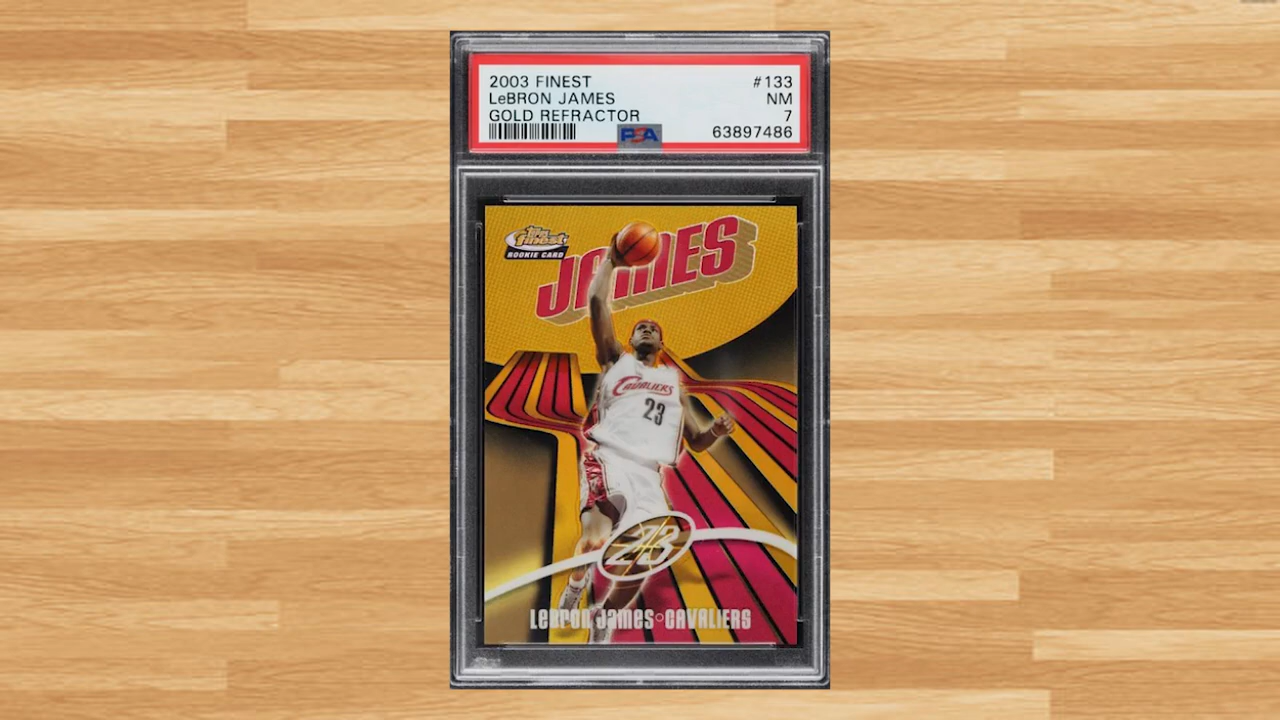 2003 FINEST #133
LeBRON JAMES NM
GOLD REFRACTOR 7
PSA 63897486
Topps
Finest
ROOKIE CARD
JAMES
CAVALIERS
23
23
LeBRON James CAVALIERS